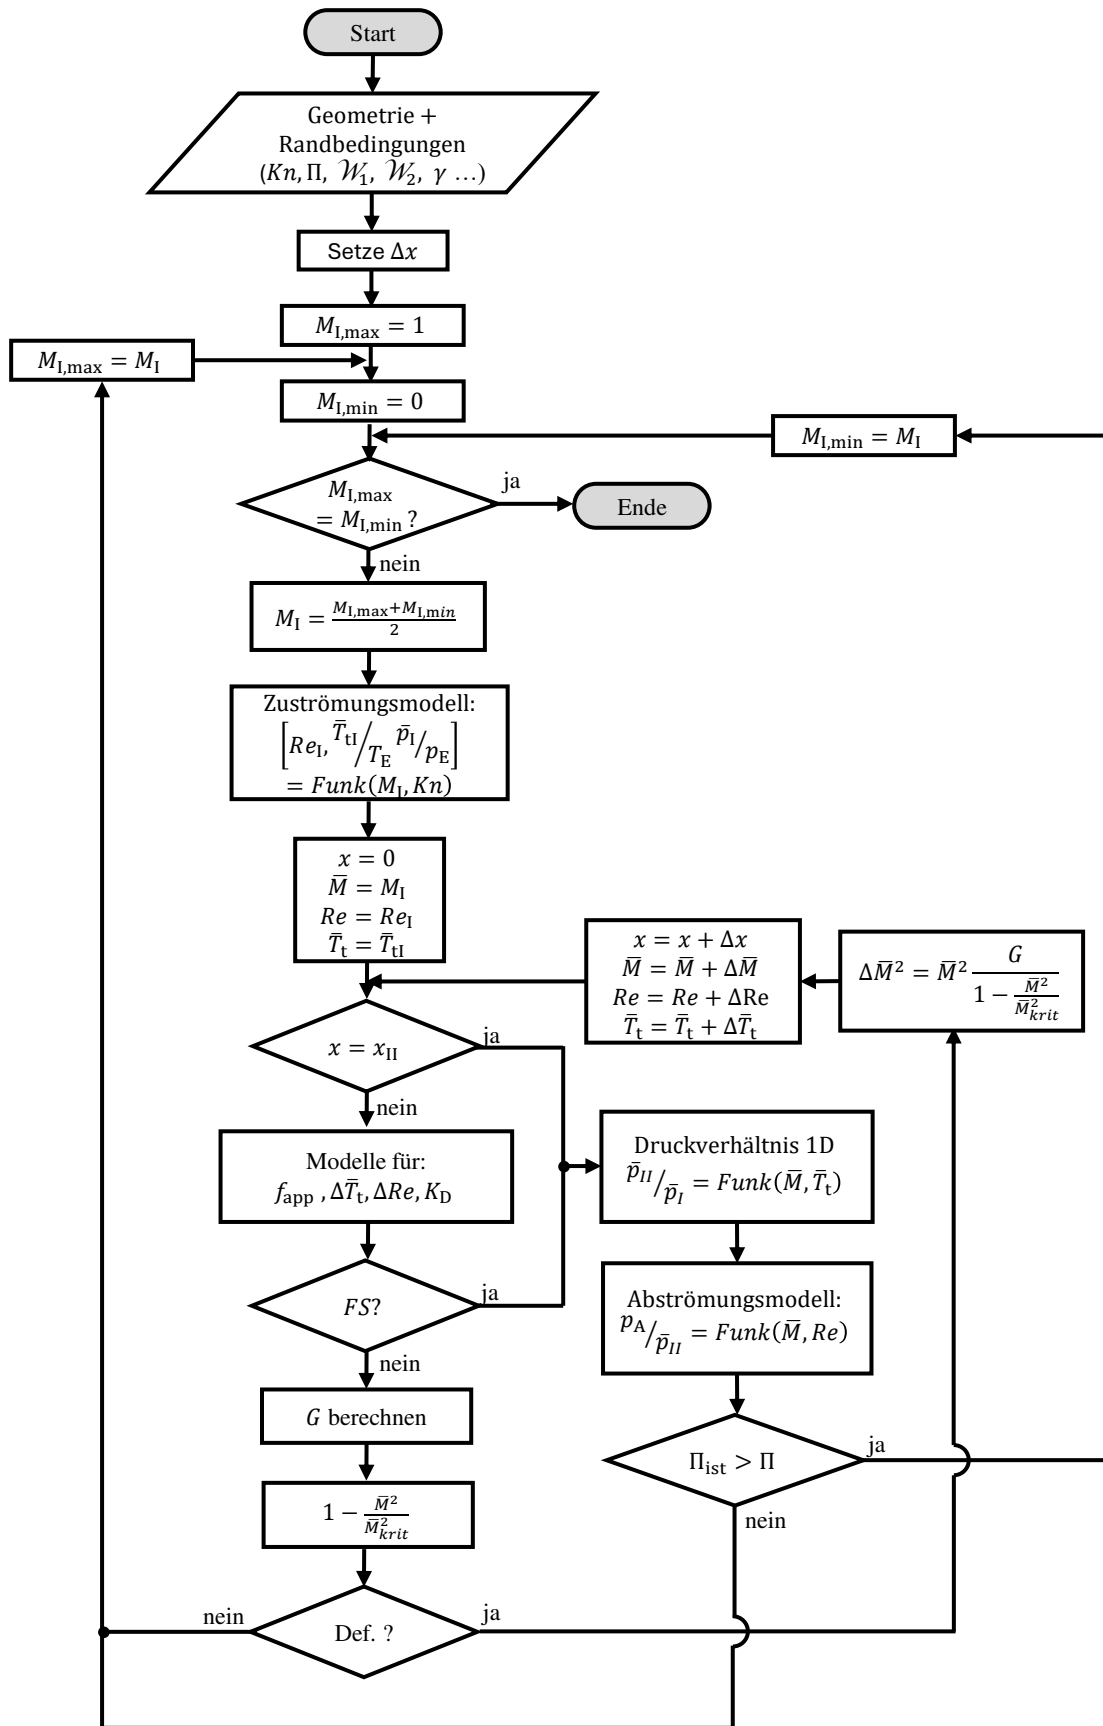 Start
Geometrie +
Randbedingungen
(Kn, Π, 𝒲₁, 𝒲₂, γ …)
Setze Δx
M_I,max = 1
M_I,max = M_I
M_I,min = 0
M_I,min = M_I
M_I,max
= M_I,min ?
ja
Ende
nein
M_I = (M_I,max+M_I,min)/2
Zuströmungsmodell:
[Re_I, T̄_tI/T_E p̄_I/p_E]
= Funk(M_I, Kn)
x = 0
M̄ = M_I
Re = Re_I
T̄_t = T̄_tI
x = x + Δx
M̄ = M̄ + ΔM̄
Re = Re + ΔRe
T̄_t = T̄_t + ΔT̄_t
ΔM̄² = M̄² G/(1 − M̄²/M̄²_krit)
x = x_II
ja
nein
Modelle für:
f_app , ΔT̄_t, ΔRe, K_D
Druckverhältnis 1D
p̄_II/p̄_I = Funk(M̄, T̄_t)
FS?
ja
nein
Abströmungsmodell:
p_A/p̄_II = Funk(M̄, Re)
G berechnen
Π_ist > Π
ja
nein
1 − M̄²/M̄²_krit
Def. ?
nein
ja